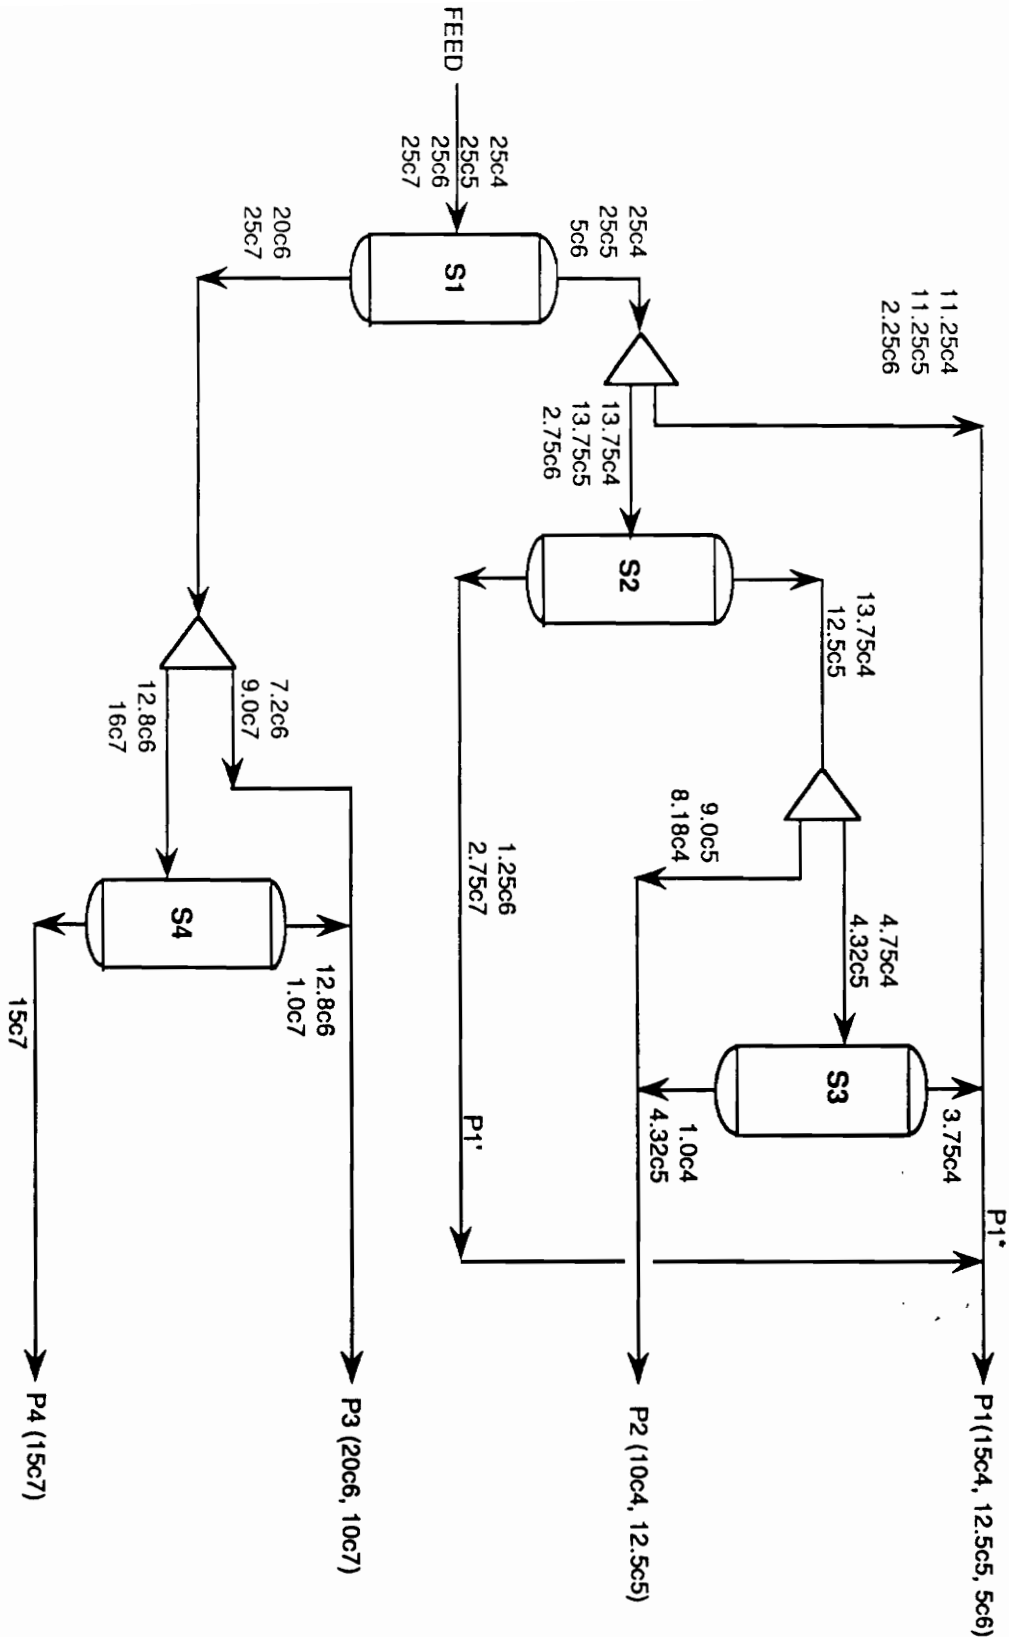 FEED
25c4
25c5
25c6
25c7
S1
25c4
25c5
5c6
20c6
25c7
11.25c4
11.25c5
2.25c6
13.75c4
13.75c5
2.75c6
S2
13.75c4
12.5c5
1.25c6
2.75c7
9.0c5
8.18c4
4.75c4
4.32c5
S3
3.75c4
1.0c4
4.32c5
P1'
P1*
7.2c6
9.0c7
12.8c6
16c7
S4
12.8c6
1.0c7
15c7
P1(15c4, 12.5c5, 5c6)
P2 (10c4, 12.5c5)
P3 (20c6, 10c7)
P4 (15c7)